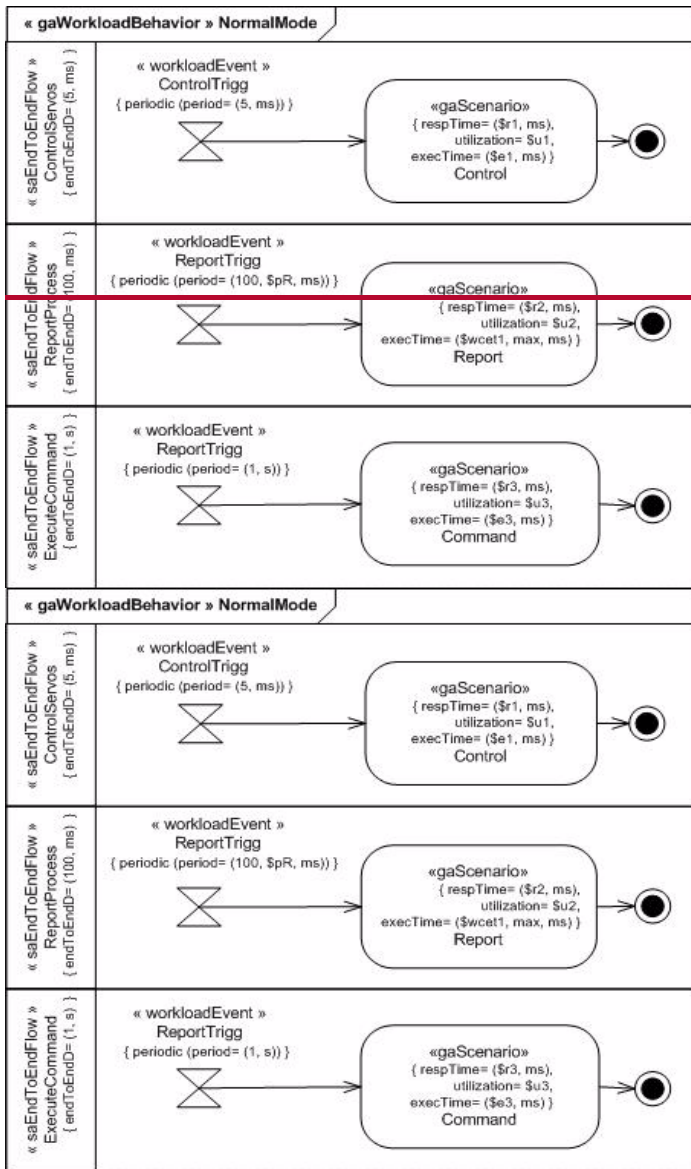 « gaWorkloadBehavior » NormalMode
« saEndToEndFlow »
ControlServos
{ endToEndD= (5, ms) }
« workloadEvent »
ControlTrigg
{ periodic (period= (5, ms)) }
«gaScenario»
{ respTime= ($r1, ms),
utilization= $u1,
execTime= ($e1, ms) }
Control
« saEndToEndFlow »
ReportProcess
{ endToEndD= (100, ms) }
« workloadEvent »
ReportTrigg
{ periodic (period= (100, $pR, ms)) }
«gaScenario»
{ respTime= ($r2, ms),
utilization= $u2,
execTime= ($wcet1, max, ms) }
Report
« saEndToEndFlow »
ExecuteCommand
{ endToEndD= (1, s) }
« workloadEvent »
ReportTrigg
{ periodic (period= (1, s)) }
«gaScenario»
{ respTime= ($r3, ms),
utilization= $u3,
execTime= ($e3, ms) }
Command
« gaWorkloadBehavior » NormalMode
« saEndToEndFlow »
ControlServos
{ endToEndD= (5, ms) }
« workloadEvent »
ControlTrigg
{ periodic (period= (5, ms)) }
«gaScenario»
{ respTime= ($r1, ms),
utilization= $u1,
execTime= ($e1, ms) }
Control
« saEndToEndFlow »
ReportProcess
{ endToEndD= (100, ms) }
« workloadEvent »
ReportTrigg
{ periodic (period= (100, $pR, ms)) }
«gaScenario»
{ respTime= ($r2, ms),
utilization= $u2,
execTime= ($wcet1, max, ms) }
Report
« saEndToEndFlow »
ExecuteCommand
{ endToEndD= (1, s) }
« workloadEvent »
ReportTrigg
{ periodic (period= (1, s)) }
«gaScenario»
{ respTime= ($r3, ms),
utilization= $u3,
execTime= ($e3, ms) }
Command